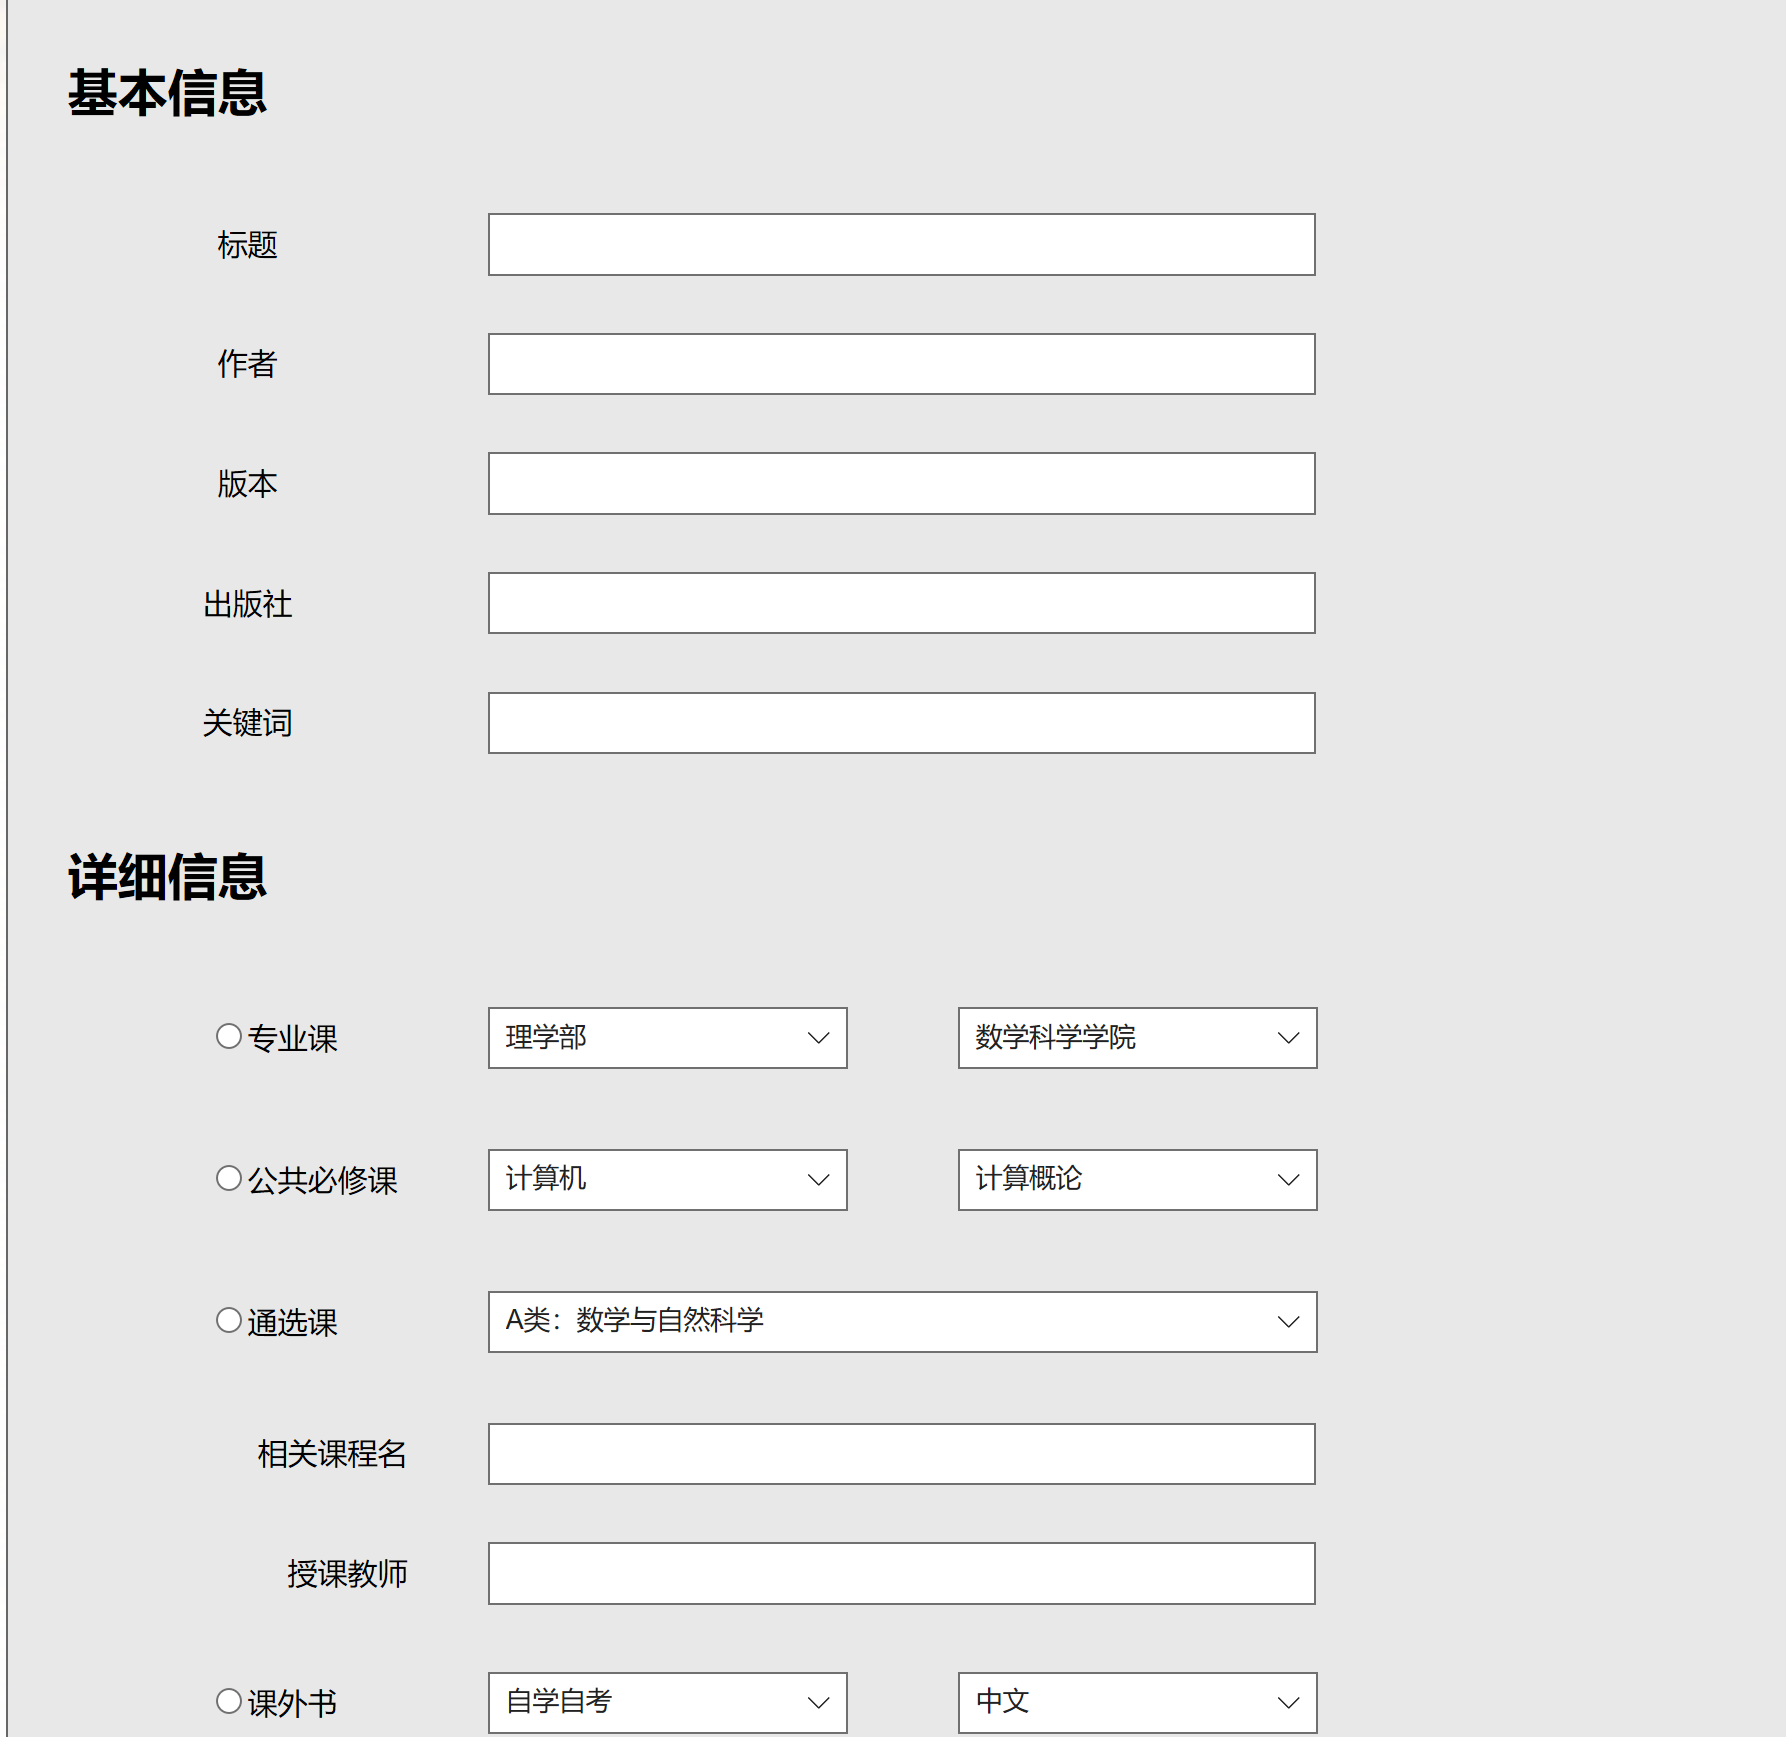 基本信息
标题
作者
版本
出版社
关键词
详细信息
专业课 理学部 数学科学学院
公共必修课 计算机 计算概论
通选课 A类：数学与自然科学
相关课程名
授课教师
课外书 自学自考 中文